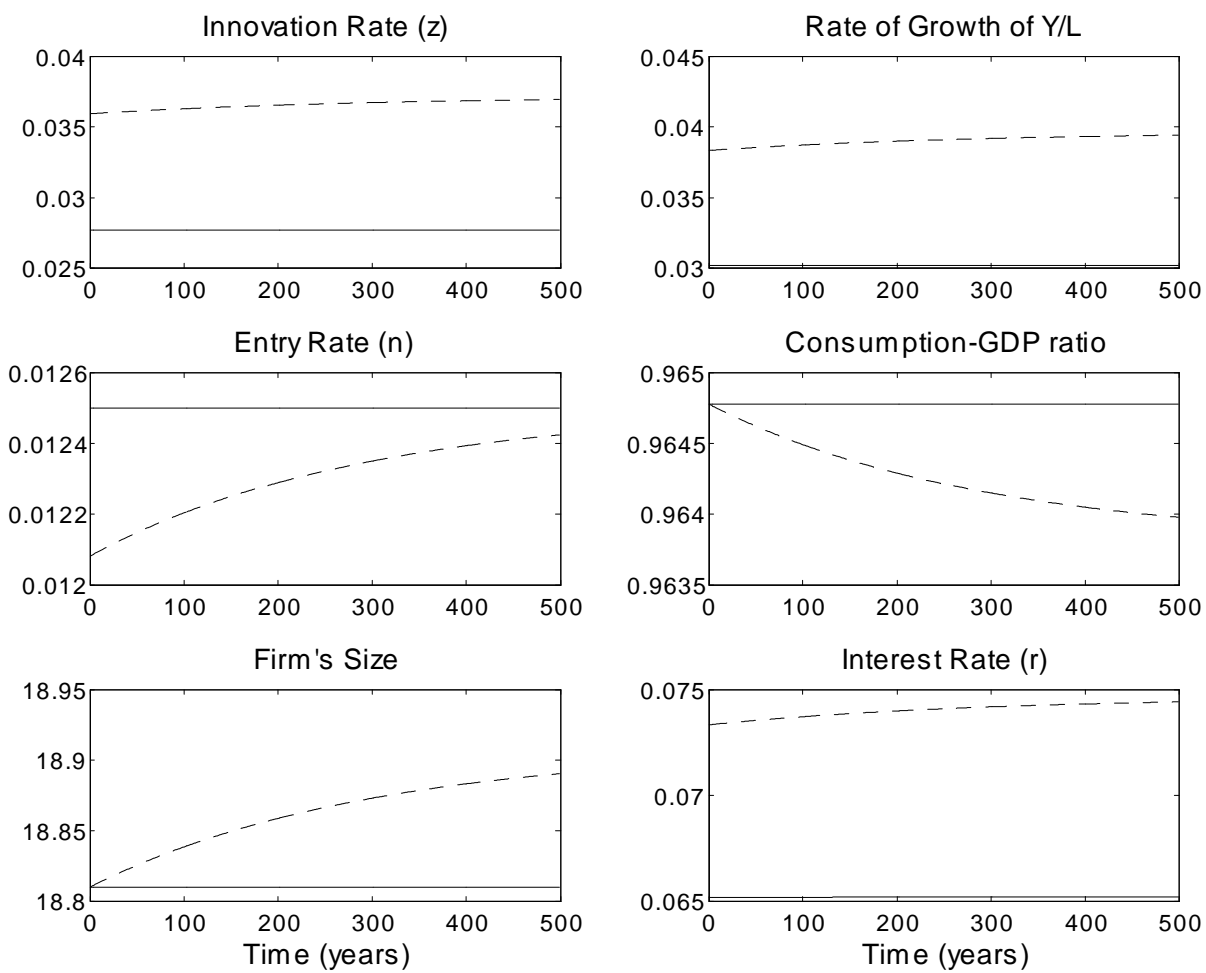 Innovation Rate (z)
0.04
0.035
0.03
0.025
0 100 200 300 400 500
Rate of Growth of Y/L
0.045
0.04
0.035
0.03
0 100 200 300 400 500
Entry Rate (n)
0.0126
0.0124
0.0122
0.012
0 100 200 300 400 500
Consumption-GDP ratio
0.965
0.9645
0.964
0.9635
0 100 200 300 400 500
Firm's Size
18.95
18.9
18.85
18.8
0 100 200 300 400 500
Time (years)
Interest Rate (r)
0.075
0.07
0.065
0 100 200 300 400 500
Time (years)